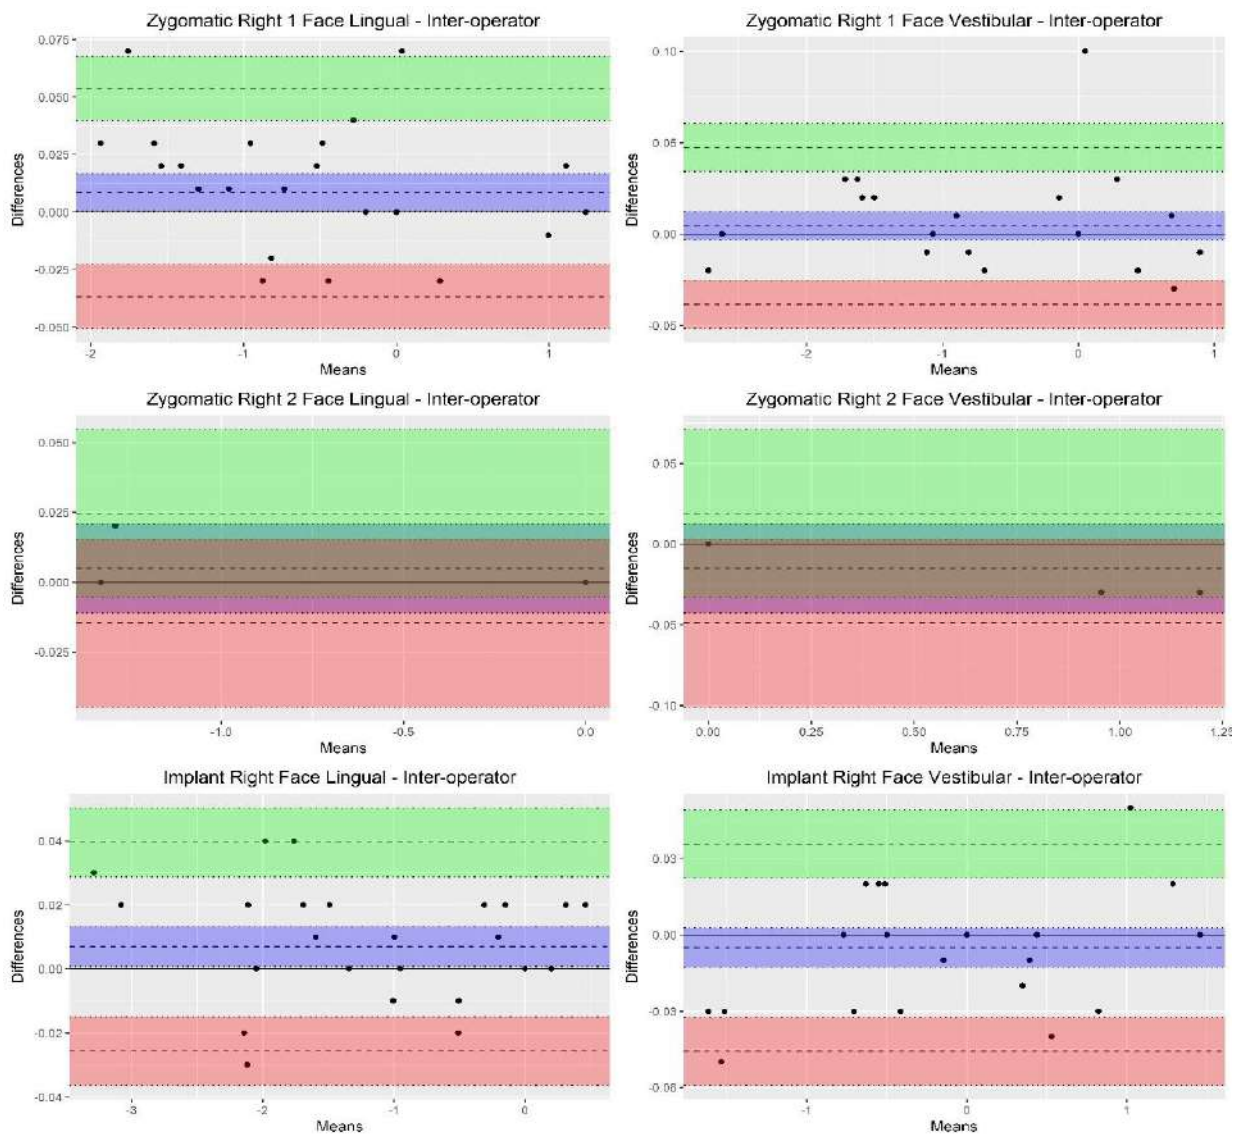 Zygomatic Right 1 Face Lingual - Inter-operator
0.075
0.050
0.025
0.000
-0.025
-0.050
Differences
-2 -1 0 1
Means
Zygomatic Right 1 Face Vestibular - Inter-operator
0.10
0.05
0.00
-0.05
Differences
-2 -1 0 1
Means
Zygomatic Right 2 Face Lingual - Inter-operator
0.050
0.025
0.000
-0.025
Differences
-1.0 -0.5 0.0
Means
Zygomatic Right 2 Face Vestibular - Inter-operator
0.05
0.00
-0.05
-0.10
Differences
0.00 0.25 0.50 0.75 1.00 1.25
Means
Implant Right Face Lingual - Inter-operator
0.04
0.02
0.00
-0.02
-0.04
Differences
-3 -2 -1 0
Means
Implant Right Face Vestibular - Inter-operator
0.03
0.00
-0.03
-0.06
Differences
-1 0 1
Means